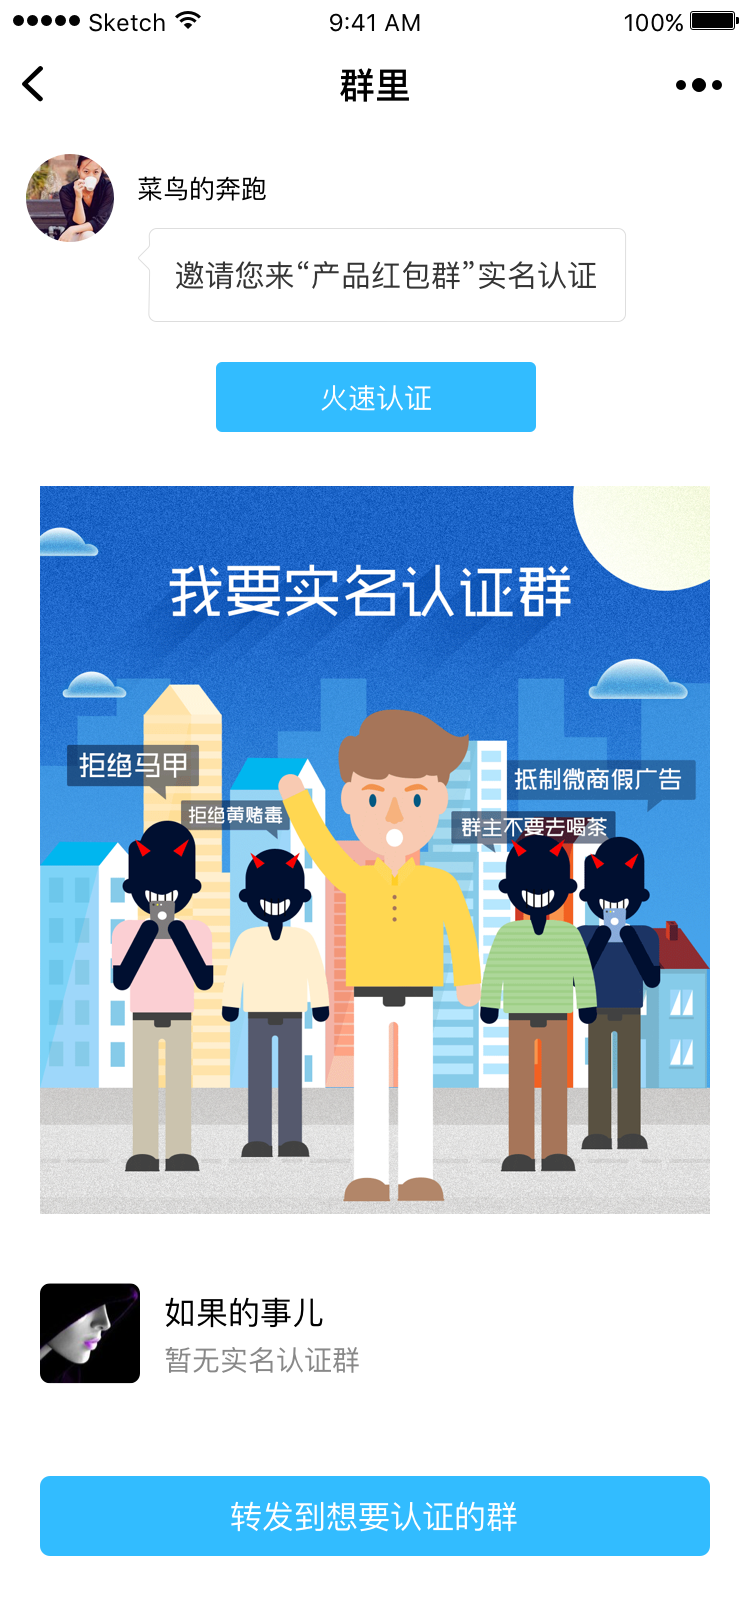 Sketch 9:41 AM 100%
群里
菜鸟的奔跑
邀请您来“产品红包群”实名认证
火速认证
我要实名认证群
拒绝马甲
抵制微商假广告
拒绝黄赌毒
群主不要去喝茶
如果的事儿
暂无实名认证群
转发到想要认证的群